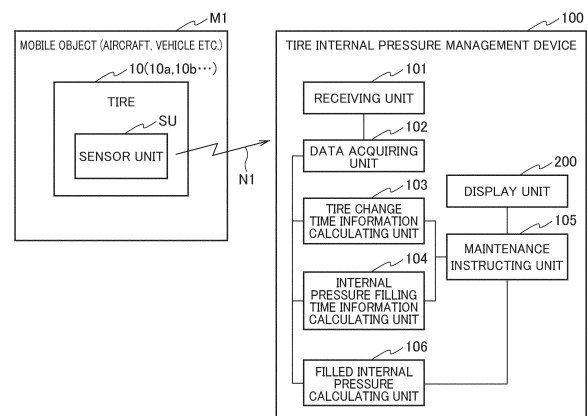 M1
MOBILE OBJECT (AIRCRAFT, VEHICLE ETC.)
10(10a,10b⋯)
TIRE
SU
SENSOR UNIT
N1
100
TIRE INTERNAL PRESSURE MANAGEMENT DEVICE
101
RECEIVING UNIT
102
DATA ACQUIRING
UNIT
103
TIRE CHANGE
TIME INFORMATION
CALCULATING UNIT
104
INTERNAL
PRESSURE FILLING
TIME INFORMATION
CALCULATING UNIT
106
FILLED INTERNAL
PRESSURE
CALCULATING UNIT
200
DISPLAY UNIT
105
MAINTENANCE
INSTRUCTING UNIT